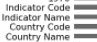 Indicator Code
Indicator Name
Country Code
Country Name